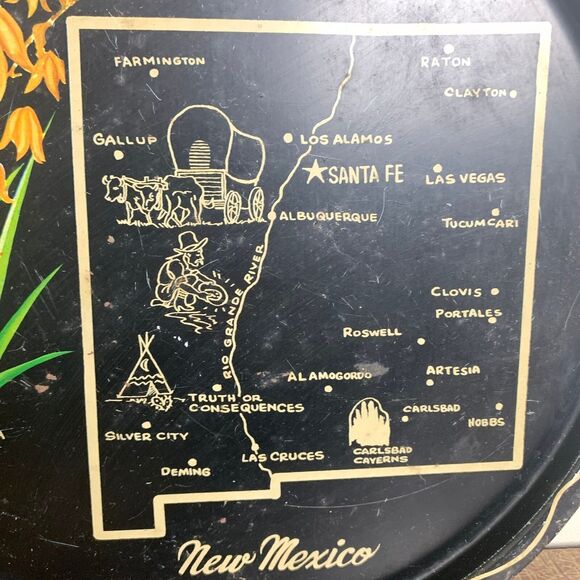 FARMINGTON
RATON
CLAYTON
GALLUP
LOS ALAMOS
SANTA FE
LAS VEGAS
ALBUQUERQUE
TUCUMCARI
RIO GRANDE RIVER
CLOVIS
PORTALES
ROSWELL
ALAMOGORDO
ARTESIA
TRUTH OR
CONSEQUENCES
CARLSBAD
HOBBS
SILVER CITY
CARLSBAD
CAVERNS
LAS CRUCES
DEMING
New Mexico